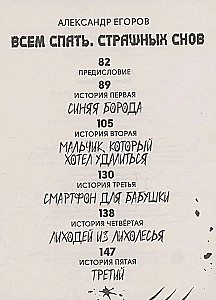 АЛЕКСАНДР ЕГОРОВ
ВСЕМ СПАТЬ. СТРАШНЫХ СНОВ
82
ПРЕДИСЛОВИЕ
89
ИСТОРИЯ ПЕРВАЯ
СИНЯЯ БОРОДА
105
ИСТОРИЯ ВТОРАЯ
МАЛЬЧИК, КОТОРЫЙ
ХОТЕЛ УДАЛИТЬСЯ
130
ИСТОРИЯ ТРЕТЬЯ
СМАРТФОН ДЛЯ БАБУШКИ
138
ИСТОРИЯ ЧЕТВЁРТАЯ
ЛИХОДЕЙ ИЗ ЛИХОЛЕСЬЯ
147
ИСТОРИЯ ПЯТАЯ
ТРЕТИЙ